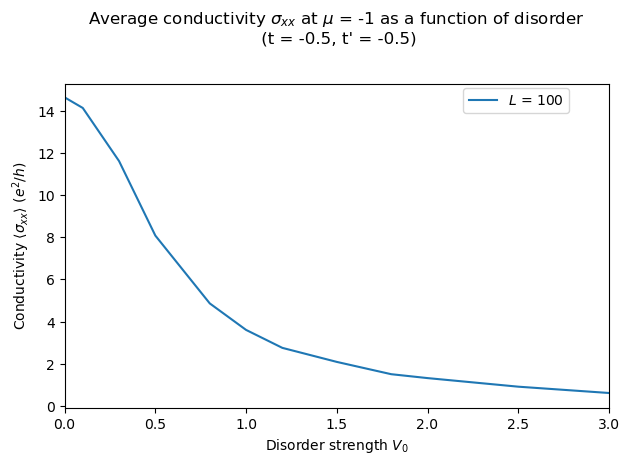 Average conductivity σxx at μ = -1 as a function of disorder
(t = -0.5, t' = -0.5)
L = 100
Conductivity ⟨σxx⟩ (e²/h)
14
12
10
8
6
4
2
0
0.0 0.5 1.0 1.5 2.0 2.5 3.0
Disorder strength V₀